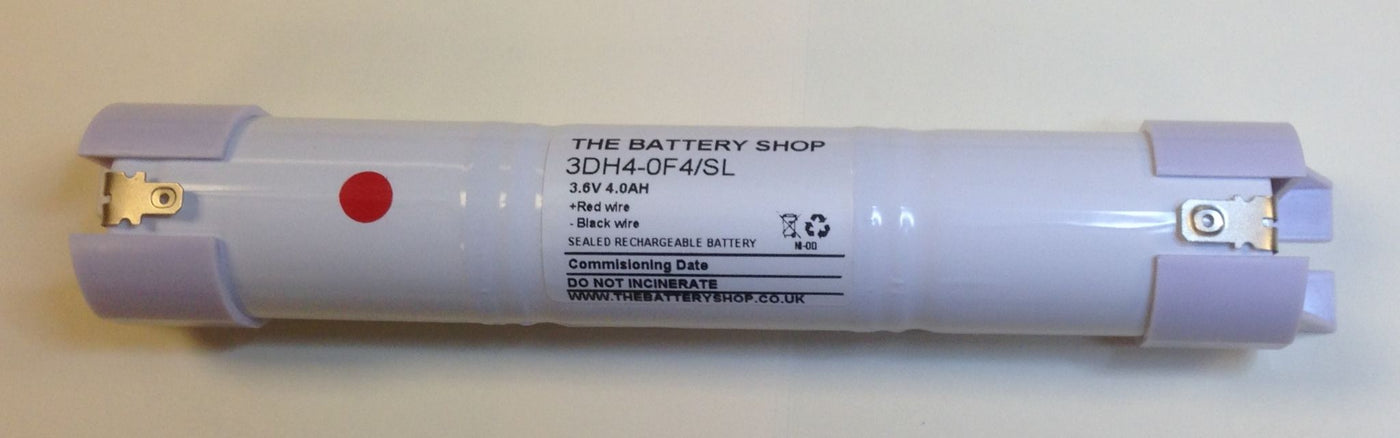 THE BATTERY SHOP
3DH4-0F4/SL
3.6V 4.0AH
+Red wire
- Black wire
SEALED RECHARGEABLE BATTERY
NI-OD
Commisioning Date
DO NOT INCINERATE
WWW.THEBATTERYSHOP.CO.UK